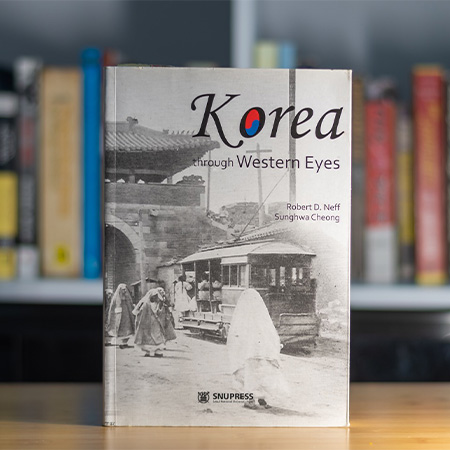 Korea
through Western Eyes
Robert D. Neff
Sunghwa Cheong
SNUPRESS